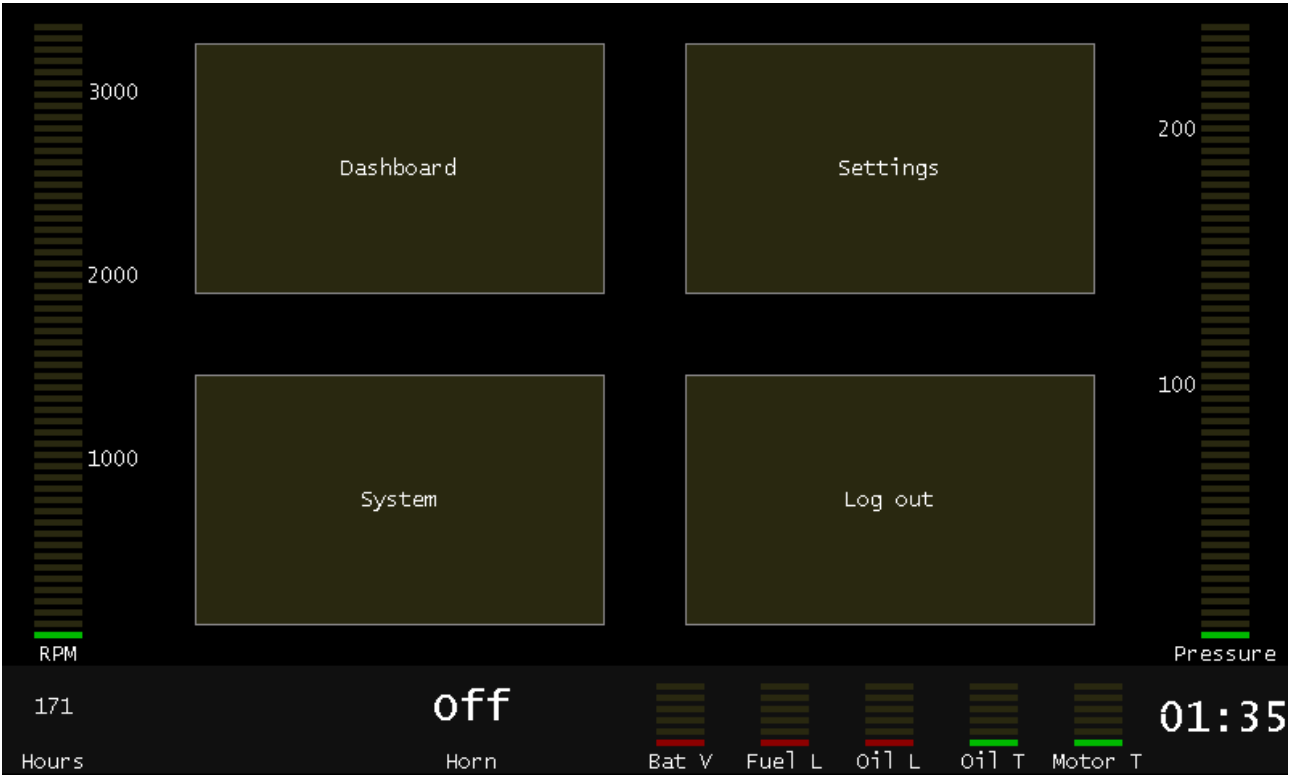 3000
200
Dashboard
Settings
2000
100
1000
System
Log out
RPM
Pressure
171
off
01:35
Hours
Horn
Bat V
Fuel L
Oil L
Oil T
Motor T